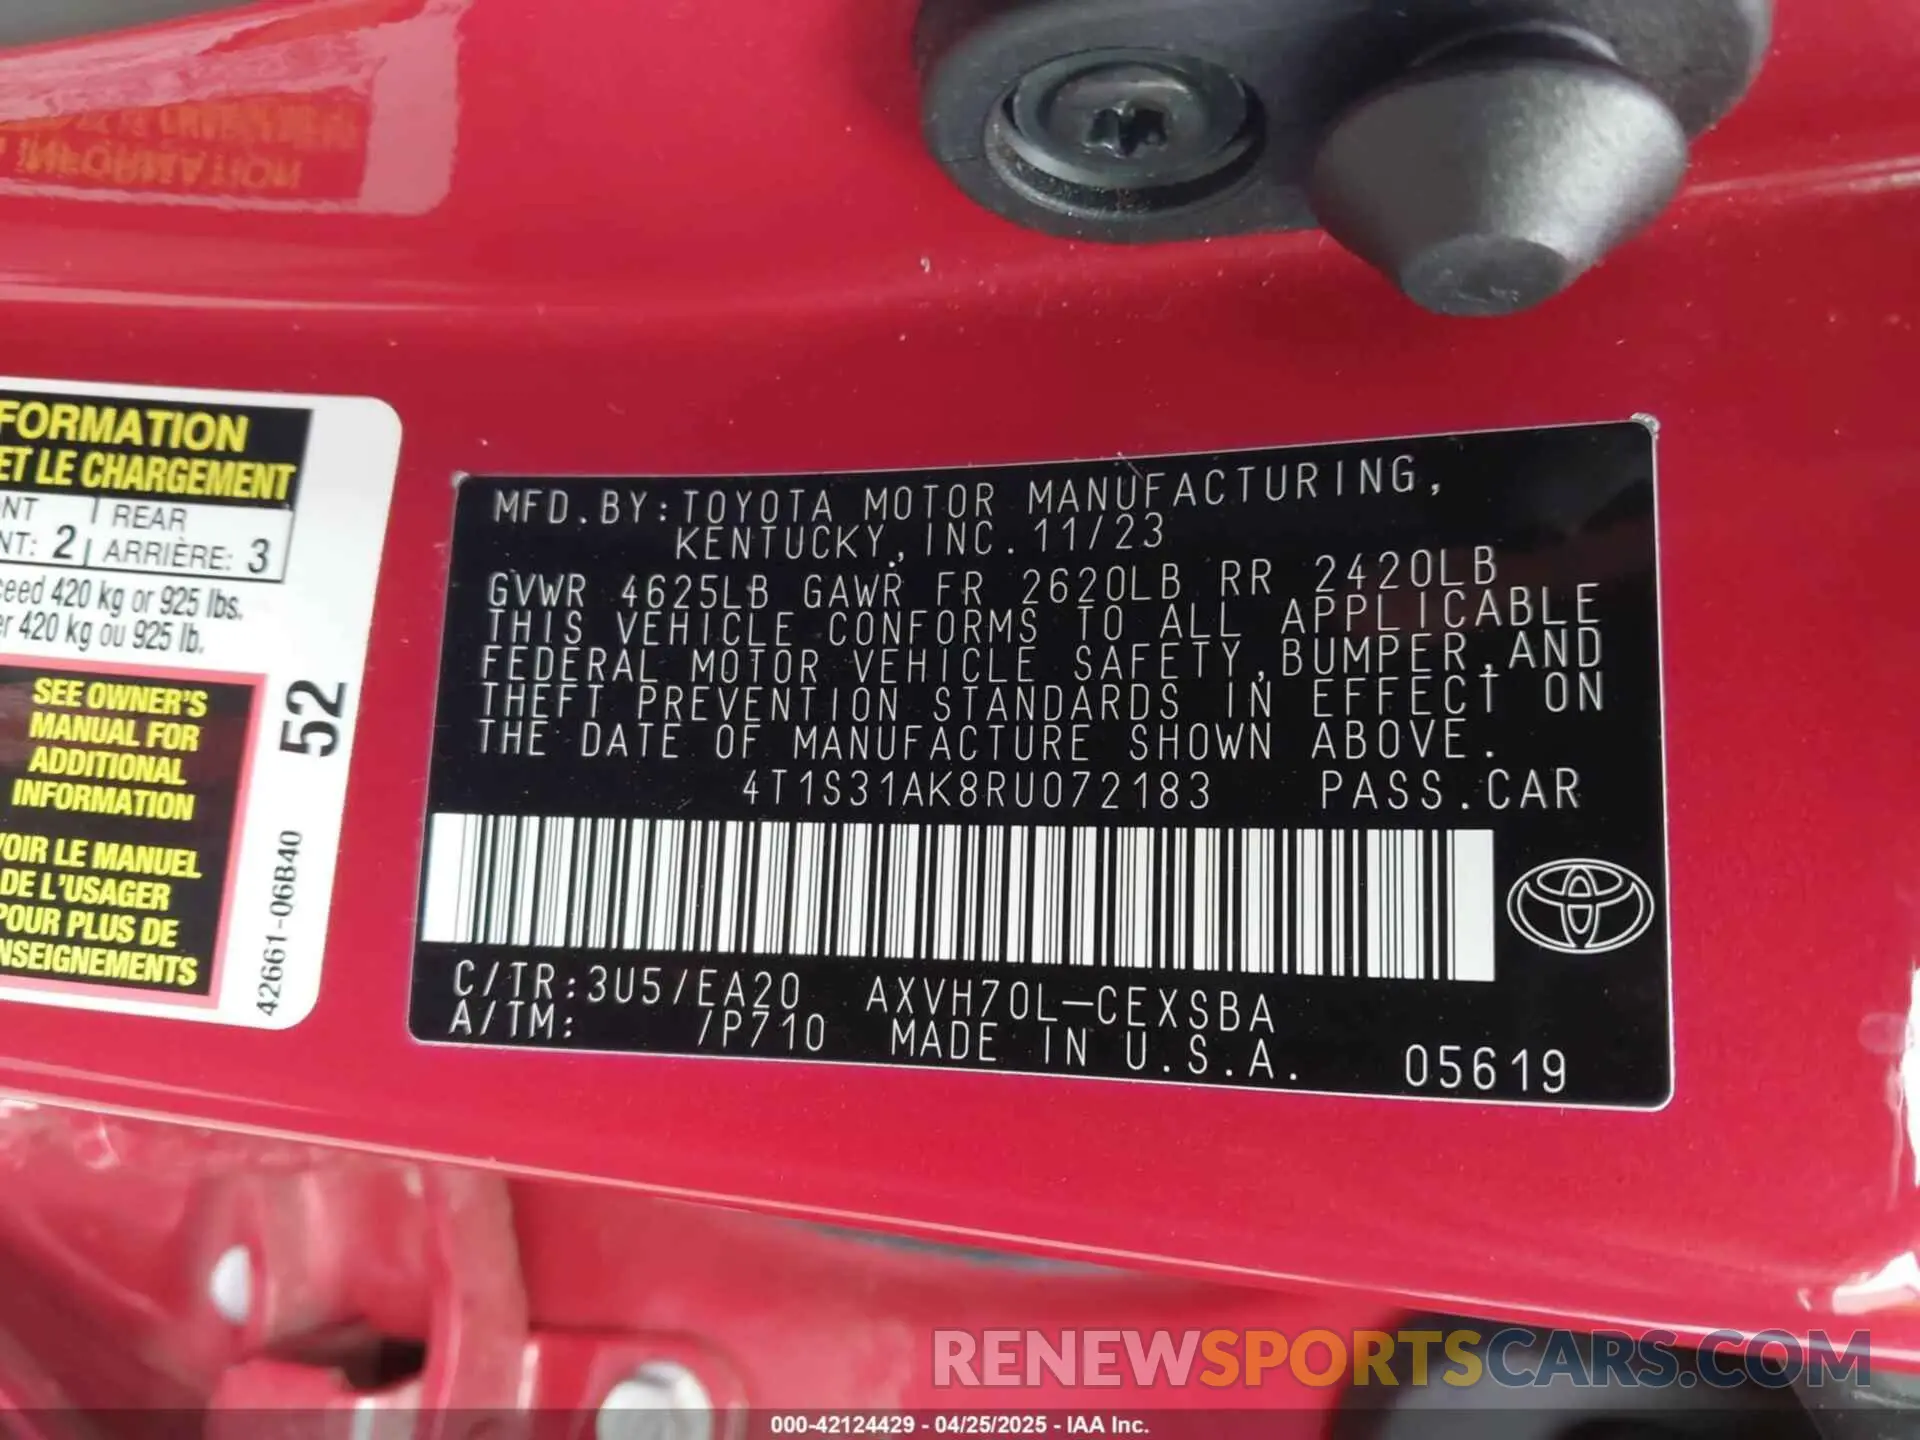 FORMATION
ET LE CHARGEMENT
REAR
2 ARRIÈRE: 3
420 kg or 925 lbs.
420 kg ou 925 lb.
SEE OWNER'S
MANUAL FOR
ADDITIONAL
INFORMATION
VOIR LE MANUEL
DE L'USAGER
POUR PLUS DE
NSEIGNEMENTS
52
42661-06B40
MFD.BY:TOYOTA MOTOR MANUFACTURING,
KENTUCKY,INC.11/23
GVWR 4625LB GAWR FR 2620LB RR 2420LB
THIS VEHICLE CONFORMS TO ALL APPLICABLE
FEDERAL MOTOR VEHICLE SAFETY,BUMPER,AND
THEFT PREVENTION STANDARDS IN EFFECT ON
THE DATE OF MANUFACTURE SHOWN ABOVE.
4T1S31AK8RU072183 PASS.CAR
C/TR:3U5/EA20 AXVH70L-CEXSBA
A/TM: /P710 MADE IN U.S.A. 05619
RENEWSPORTSCARS.COM
000-42124429 - 04/25/2025 - IAA Inc.